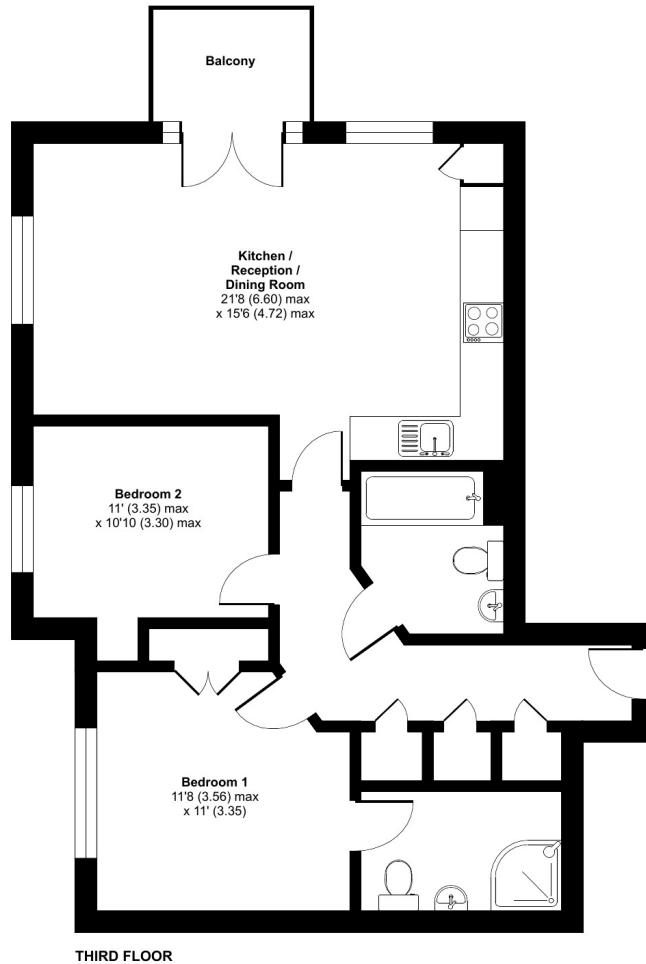 Balcony
Kitchen /
Reception /
Dining Room
21'8 (6.60) max
x 15'6 (4.72) max
Bedroom 2
11' (3.35) max
x 10'10 (3.30) max
Bedroom 1
11'8 (3.56) max
x 11' (3.35)
THIRD FLOOR